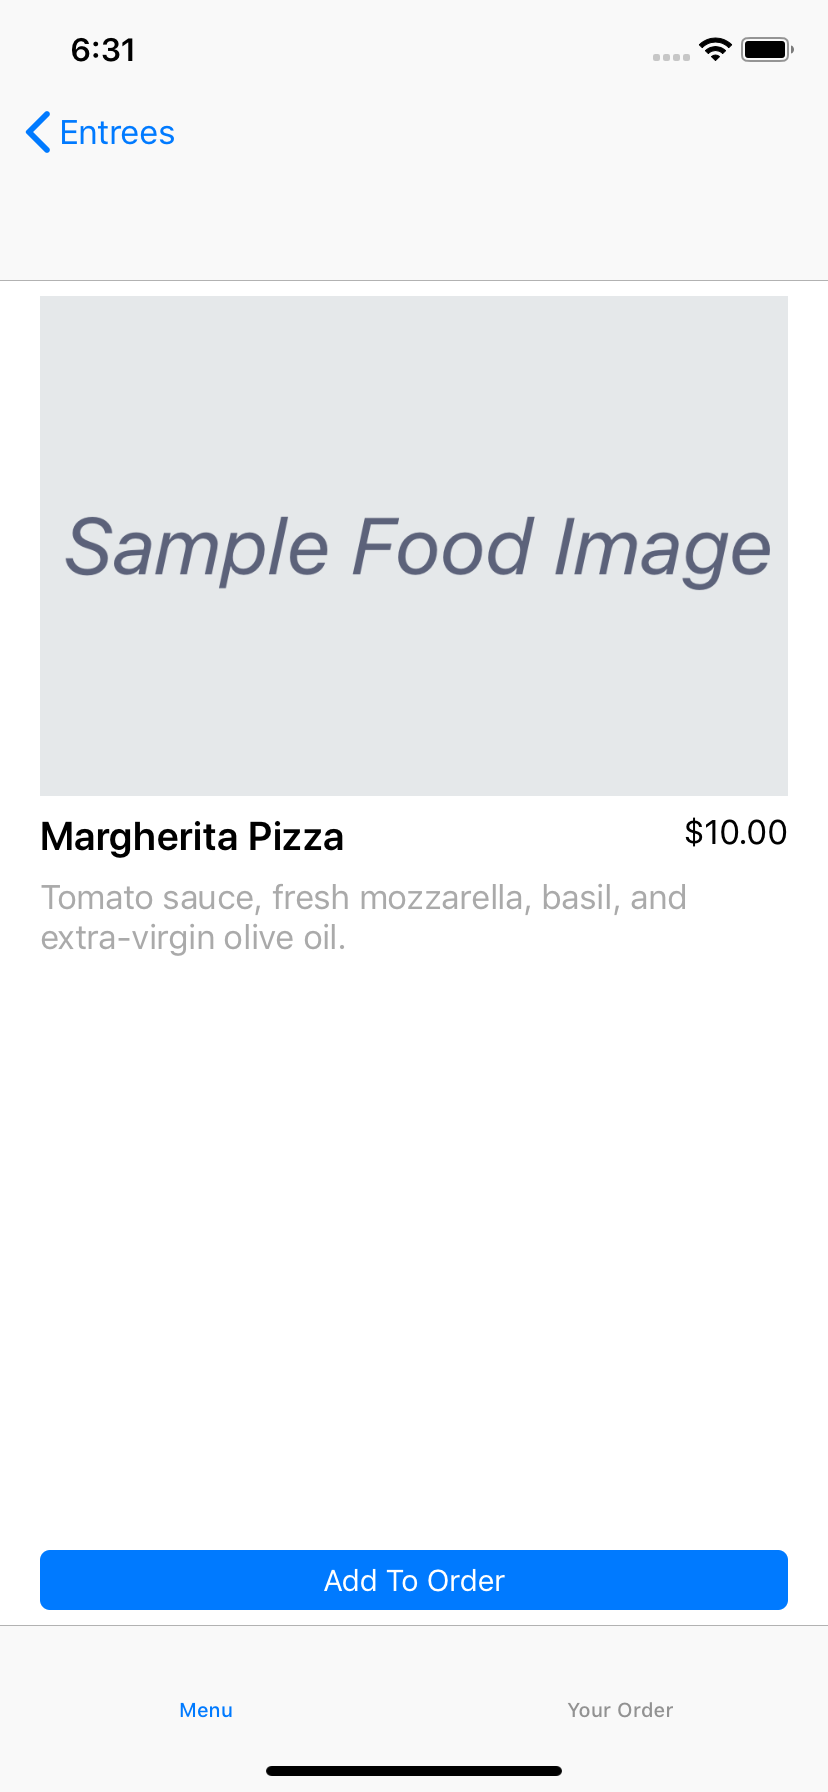 6:31
Entrees
Sample Food Image
Margherita Pizza
$10.00
Tomato sauce, fresh mozzarella, basil, and
extra-virgin olive oil.
Add To Order
Menu
Your Order